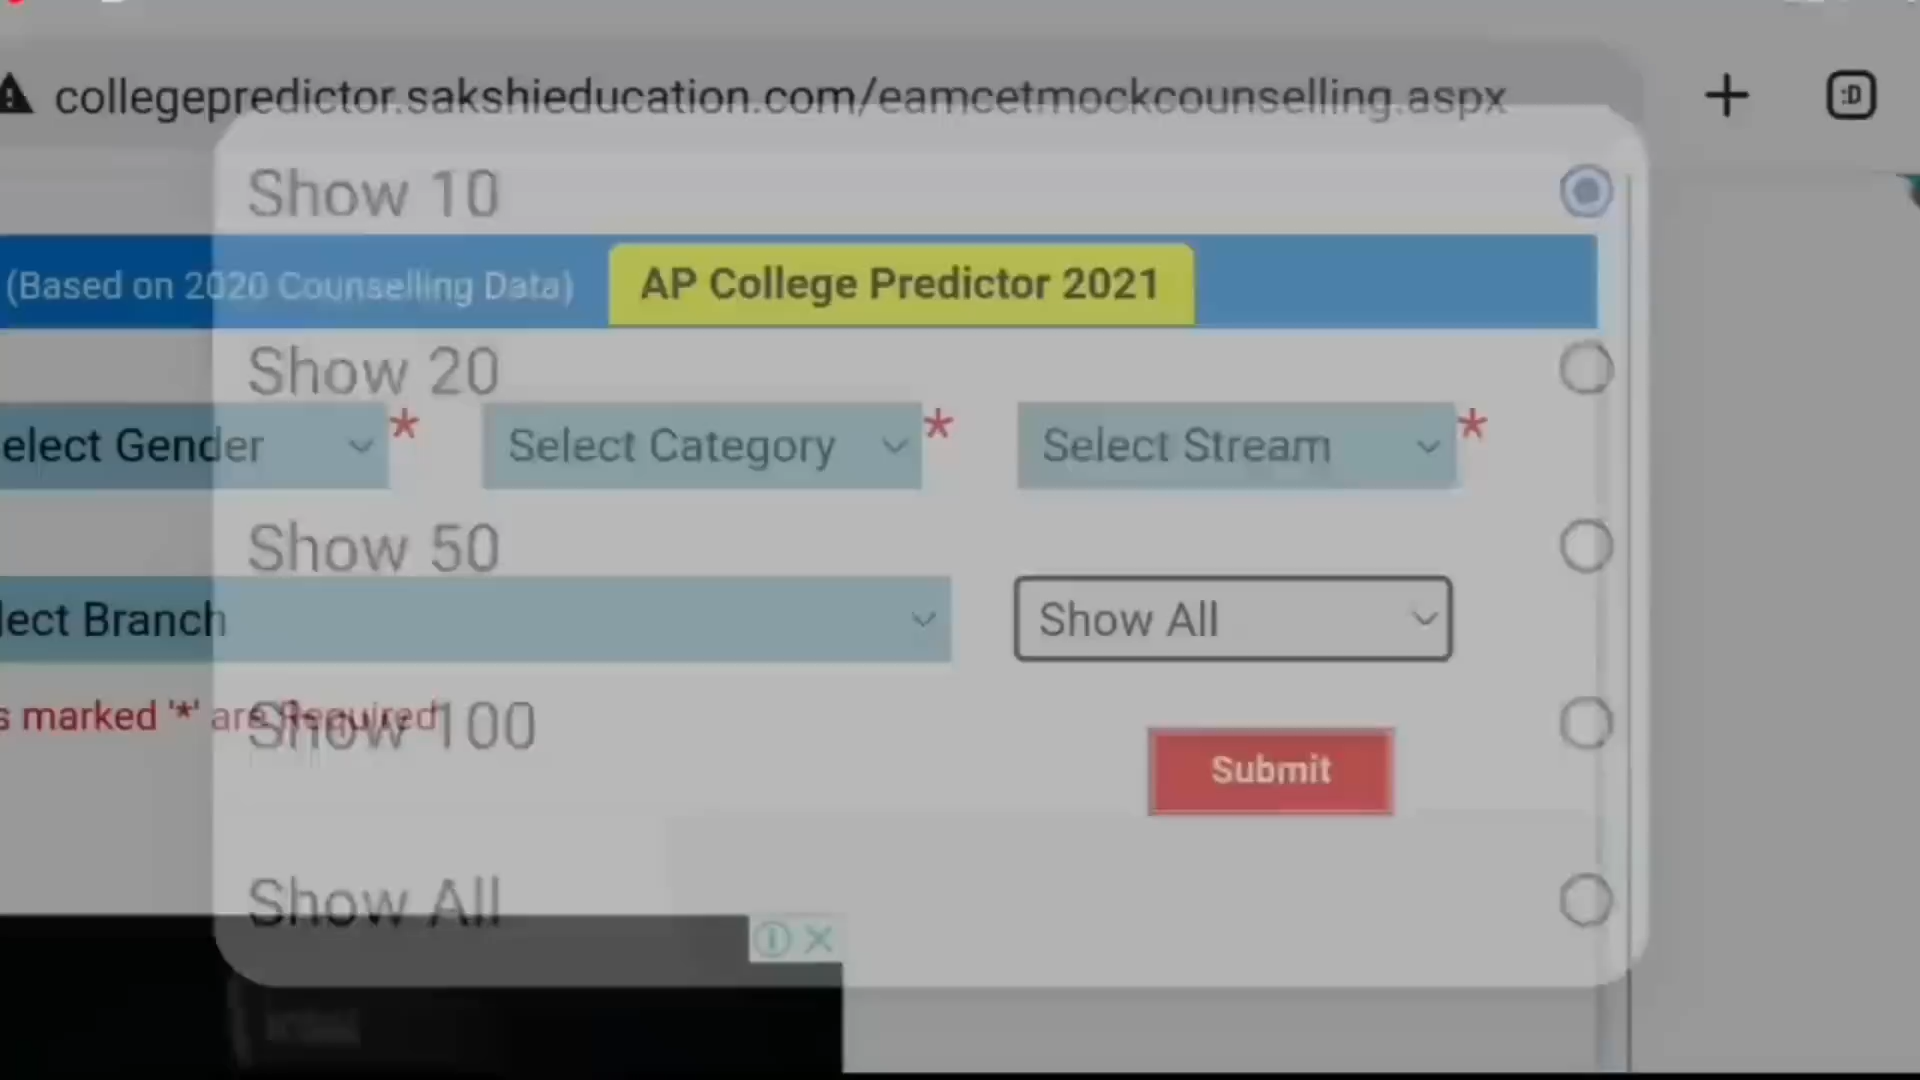 collegepredictor.sakshieducation.com/eamcetmockcounselling.aspx
:D
Show 10
(Based on 2020 Counselling Data)
AP College Predictor 2021
Show 20
elect Gender *
Select Category *
Select Stream *
Show 50
lect Branch
Show All
s marked '*' are Required
Show 100
Submit
Show All